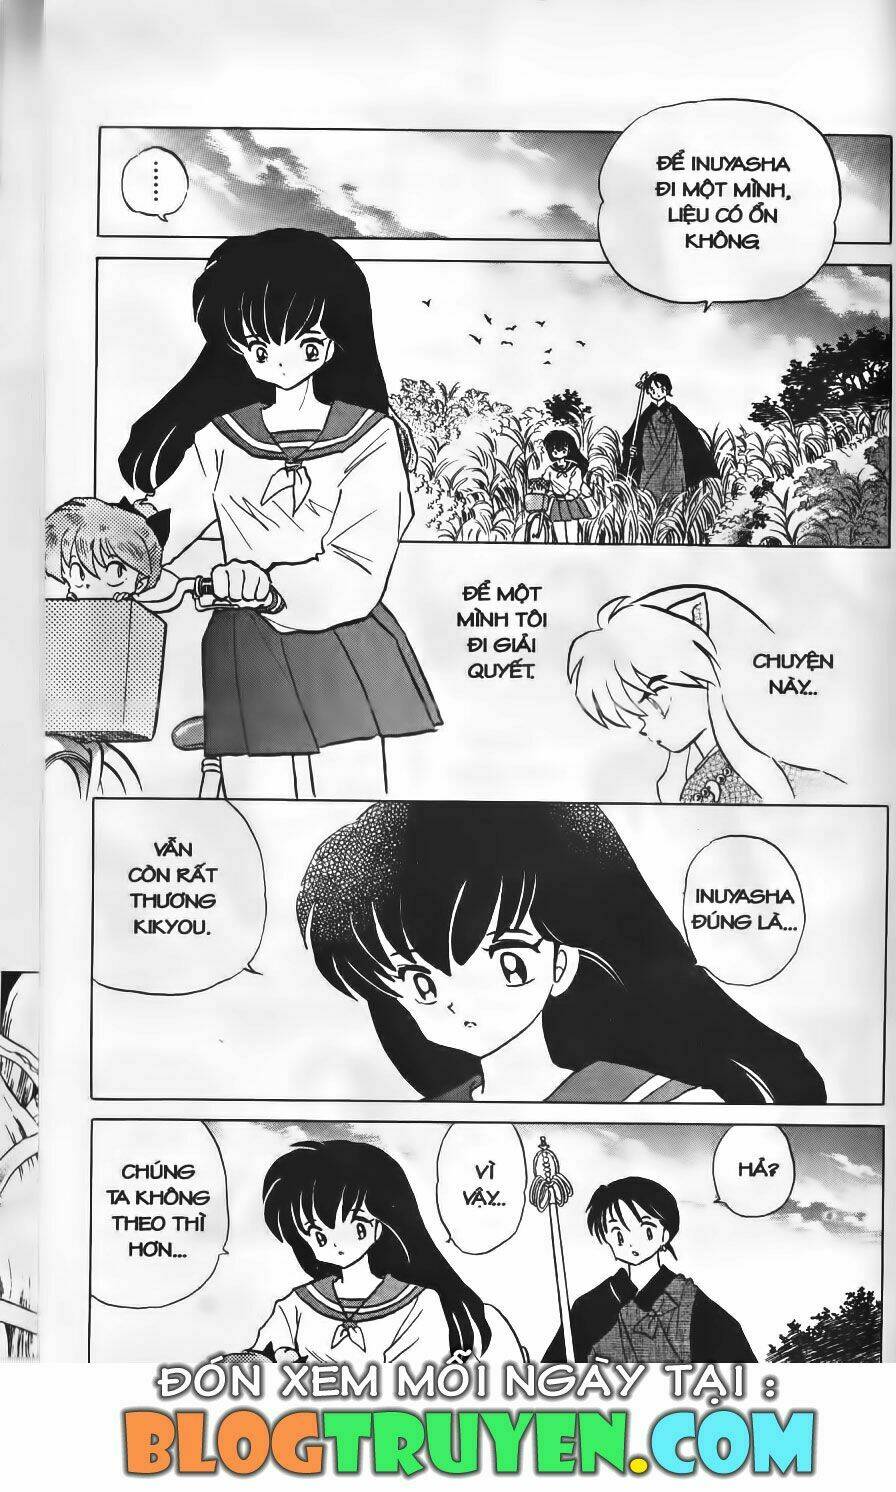 ĐỂ INUYASHA
ĐI MỘT MÌNH,
LIỆU CÓ ỔN
KHÔNG.
.......
CHUYỆN
NÀY...
ĐỂ MỘT
MÌNH TÔI
ĐI GIẢI
QUYẾT.
INUYASHA
ĐÚNG LÀ...
VẪN
CÒN RẤT
THƯƠNG
KIKYOU.
HẢ?
VÌ
VẬY...
CHÚNG
TA KHÔNG
THEO THÌ
HƠN...
ĐÓN XEM MỖI NGÀY TẠI :
BLOGTRUYEN.COM